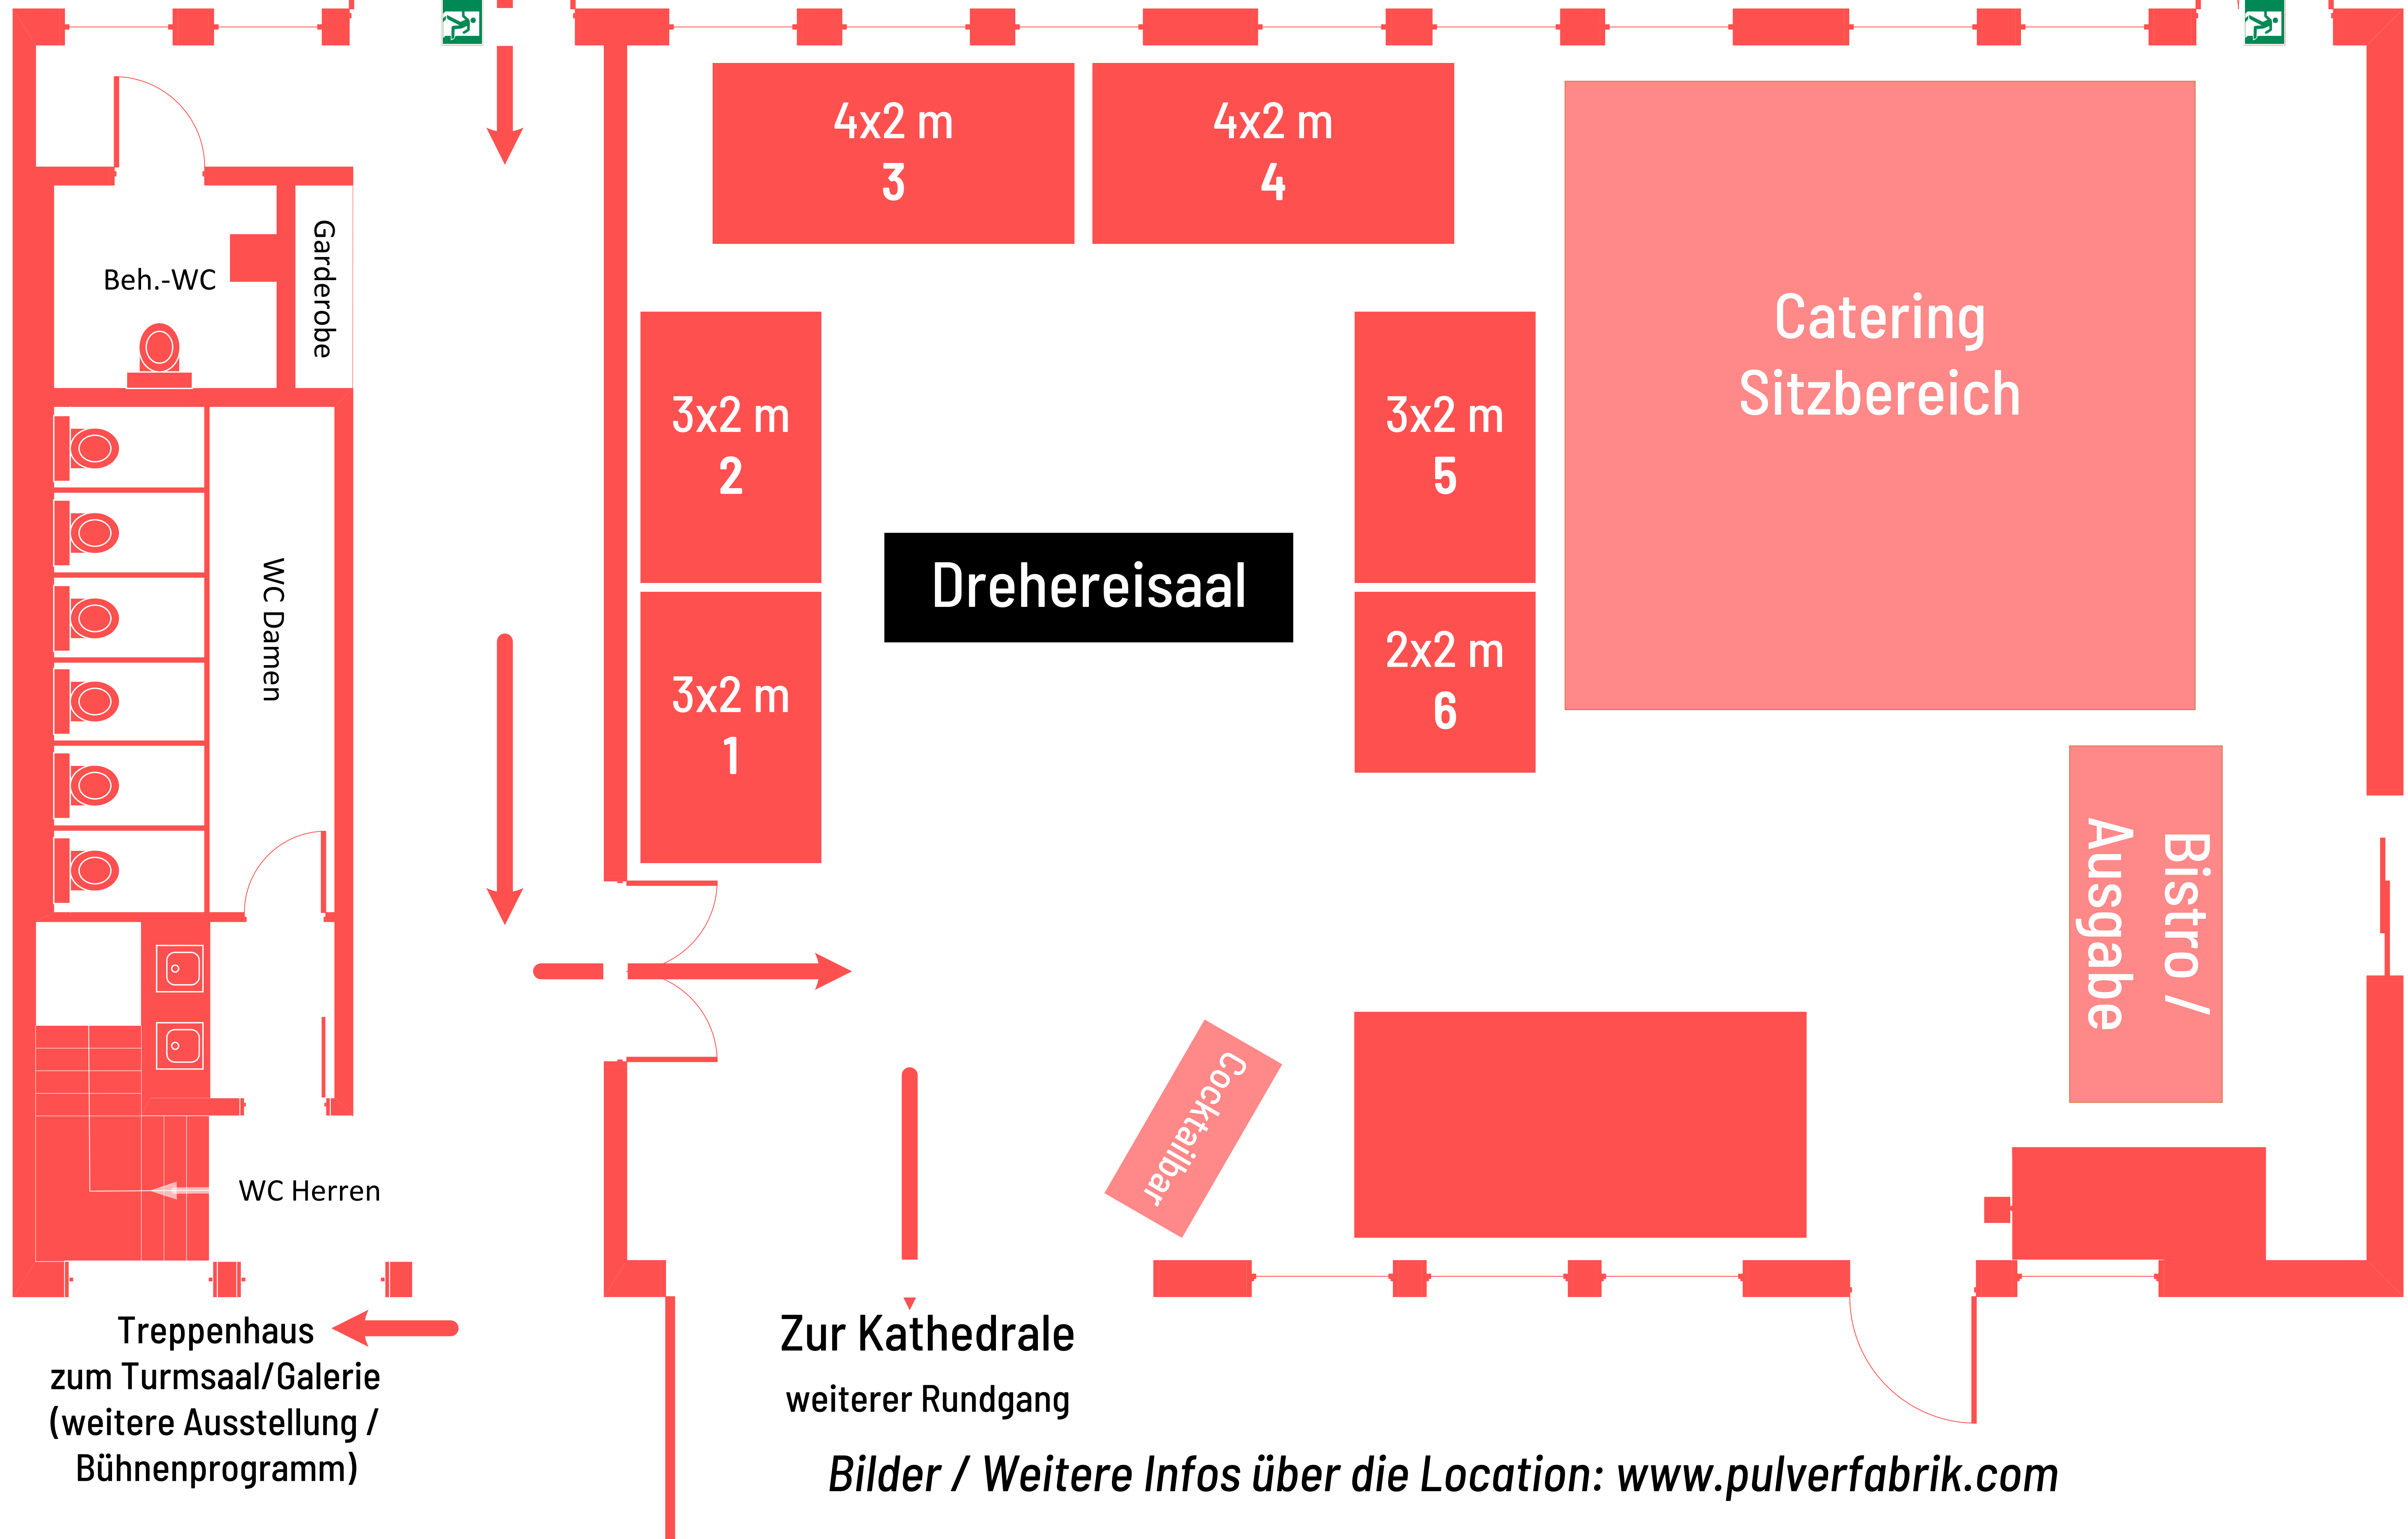 4x2 m
3
4x2 m
4
Garderobe
Beh.-WC
Catering
Sitzbereich
3x2 m
2
3x2 m
5
Drehereisaal
WC Damen
3x2 m
1
2x2 m
6
Bistro /
Ausgabe
Cocktailbar
WC Herren
Treppenhaus
zum Turmsaal/Galerie
(weitere Ausstellung /
Bühnenprogramm)
Zur Kathedrale
weiterer Rundgang
Bilder / Weitere Infos über die Location: www.pulverfabrik.com